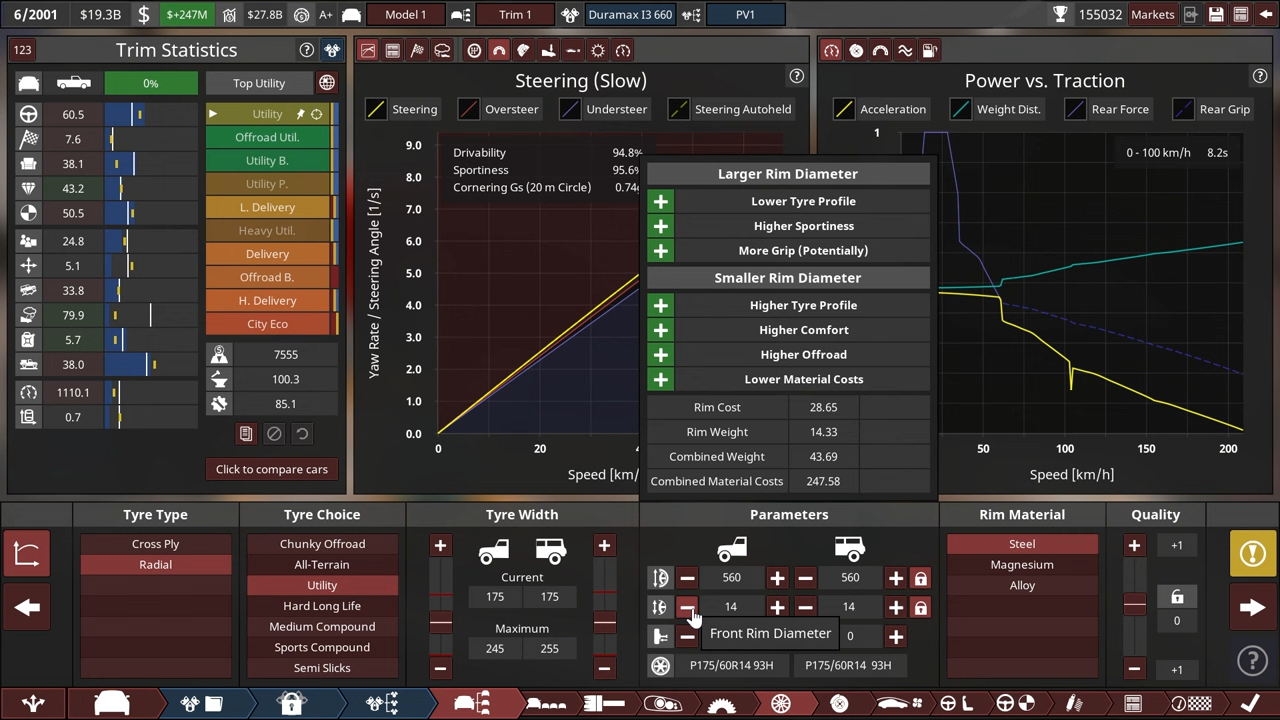 6/2001 $ $19.3B $+247M $27.8B A+ Model 1 Trim 1 Duramax I3 660 PV1 155032 Markets
123 Trim Statistics ?
0% Top Utility
60.5 Utility
7.6 Offroad Util.
38.1 Utility B.
43.2 Utility P.
50.5 L. Delivery
24.8 Heavy Util.
5.1 Delivery
33.8 Offroad B.
79.9 H. Delivery
5.7 City Eco
38.0 7555
1110.1 100.3
0.7 85.1
Click to compare cars
Steering (Slow) ?
Steering Oversteer Understeer Steering Autoheld
Yaw Rate / Steering Angle [1/s]
9.0
8.0
7.0
6.0
5.0
4.0
3.0
2.0
1.0
0.0
Drivability 94.8%
Sportiness 95.6%
Cornering Gs (20 m Circle) 0.74g
0 20
Speed [km/
Larger Rim Diameter
Lower Tyre Profile
Higher Sportiness
More Grip (Potentially)
Smaller Rim Diameter
Higher Tyre Profile
Higher Comfort
Higher Offroad
Lower Material Costs
Rim Cost 28.65
Rim Weight 14.33
Combined Weight 43.69
Combined Material Costs 247.58
Power vs. Traction ?
Acceleration Weight Dist. Rear Force Rear Grip
1
0 - 100 km/h 8.2s
50 100 150 200
Speed [km/h]
Tyre Type
Cross Ply
Radial
Tyre Choice
Chunky Offroad
All-Terrain
Utility
Hard Long Life
Medium Compound
Sports Compound
Semi Slicks
Tyre Width
Current
175 175
Maximum
245 255
Parameters
560 560
14 14
Front Rim Diameter
0
P175/60R14 93H P175/60R14 93H
Rim Material
Steel
Magnesium
Alloy
Quality
+1
0
+1
?